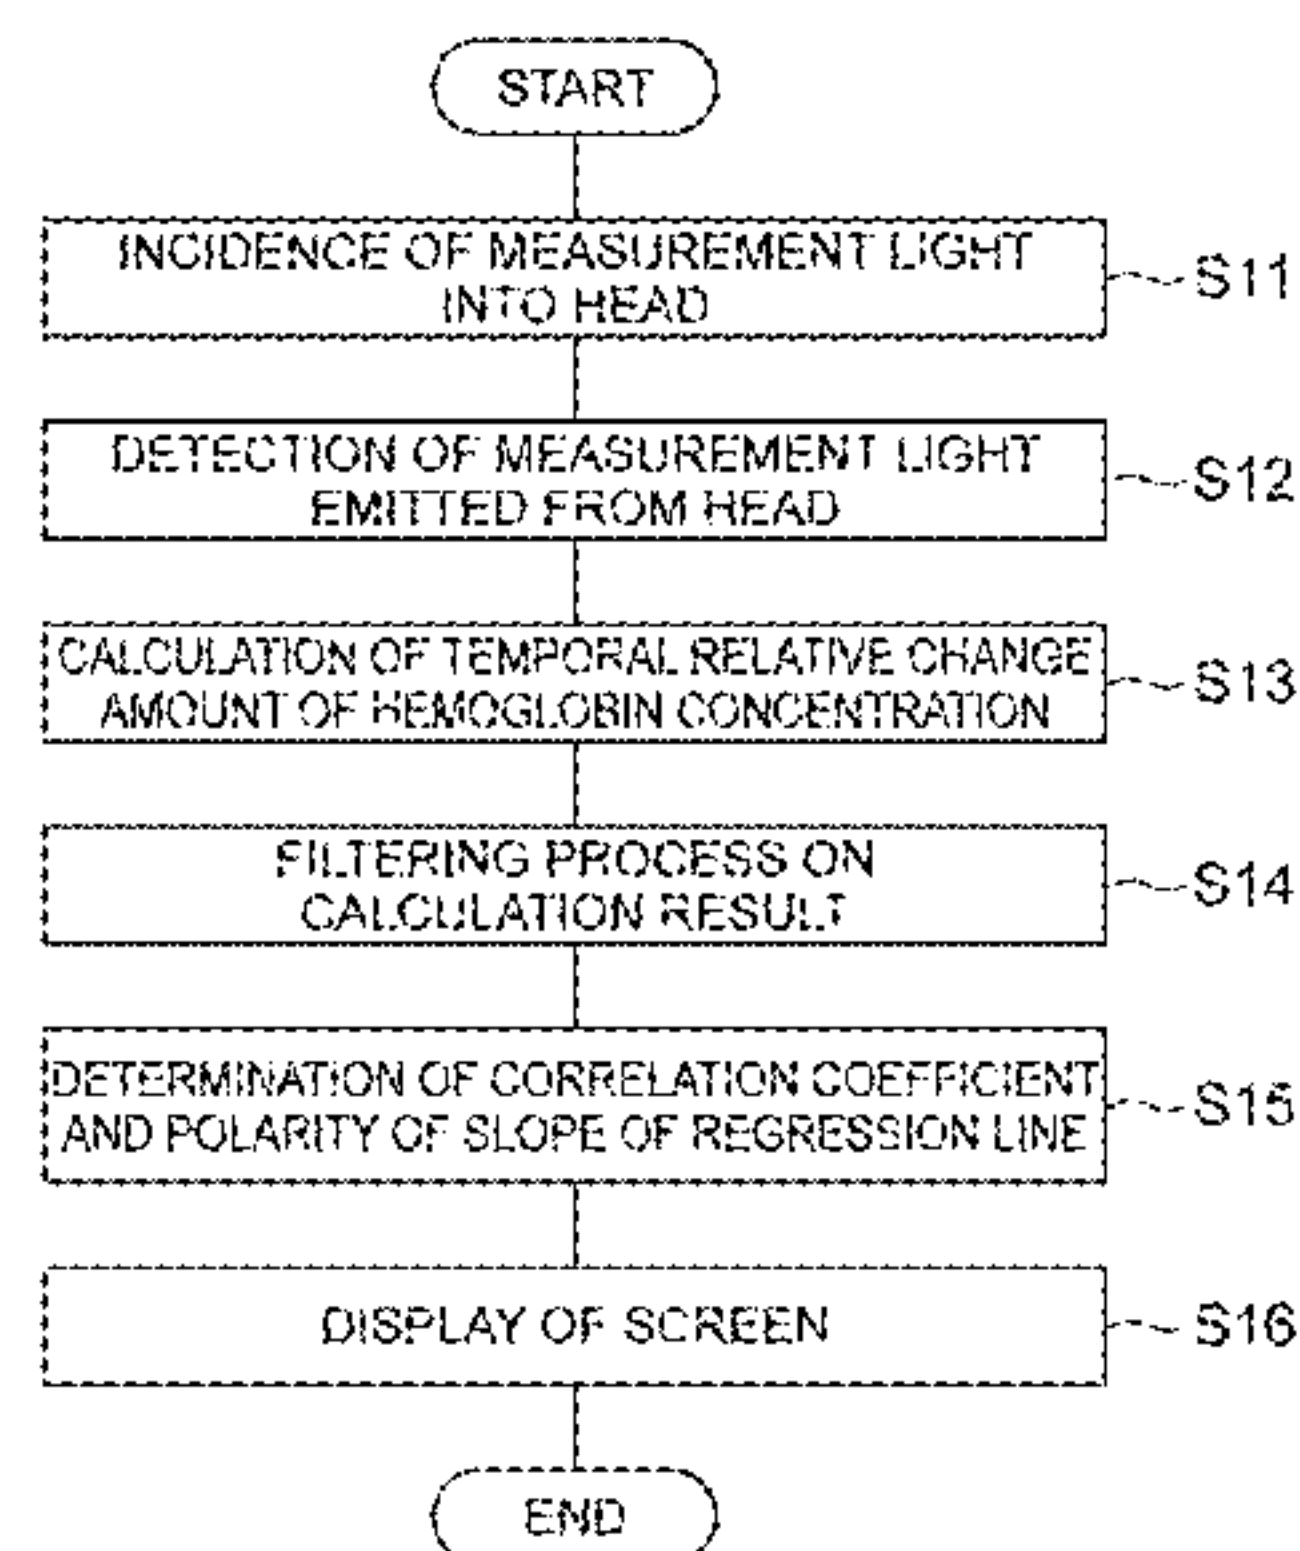 START
INCIDENCE OF MEASUREMENT LIGHT
INTO HEAD
S11
DETECTION OF MEASUREMENT LIGHT
EMITTED FROM HEAD
S12
CALCULATION OF TEMPORAL RELATIVE CHANGE
AMOUNT OF HEMOGLOBIN CONCENTRATION
S13
FILTERING PROCESS ON
CALCULATION RESULT
S14
DETERMINATION OF CORRELATION COEFFICIENT
AND POLARITY OF SLOPE OF REGRESSION LINE
S15
DISPLAY OF SCREEN
S16
END